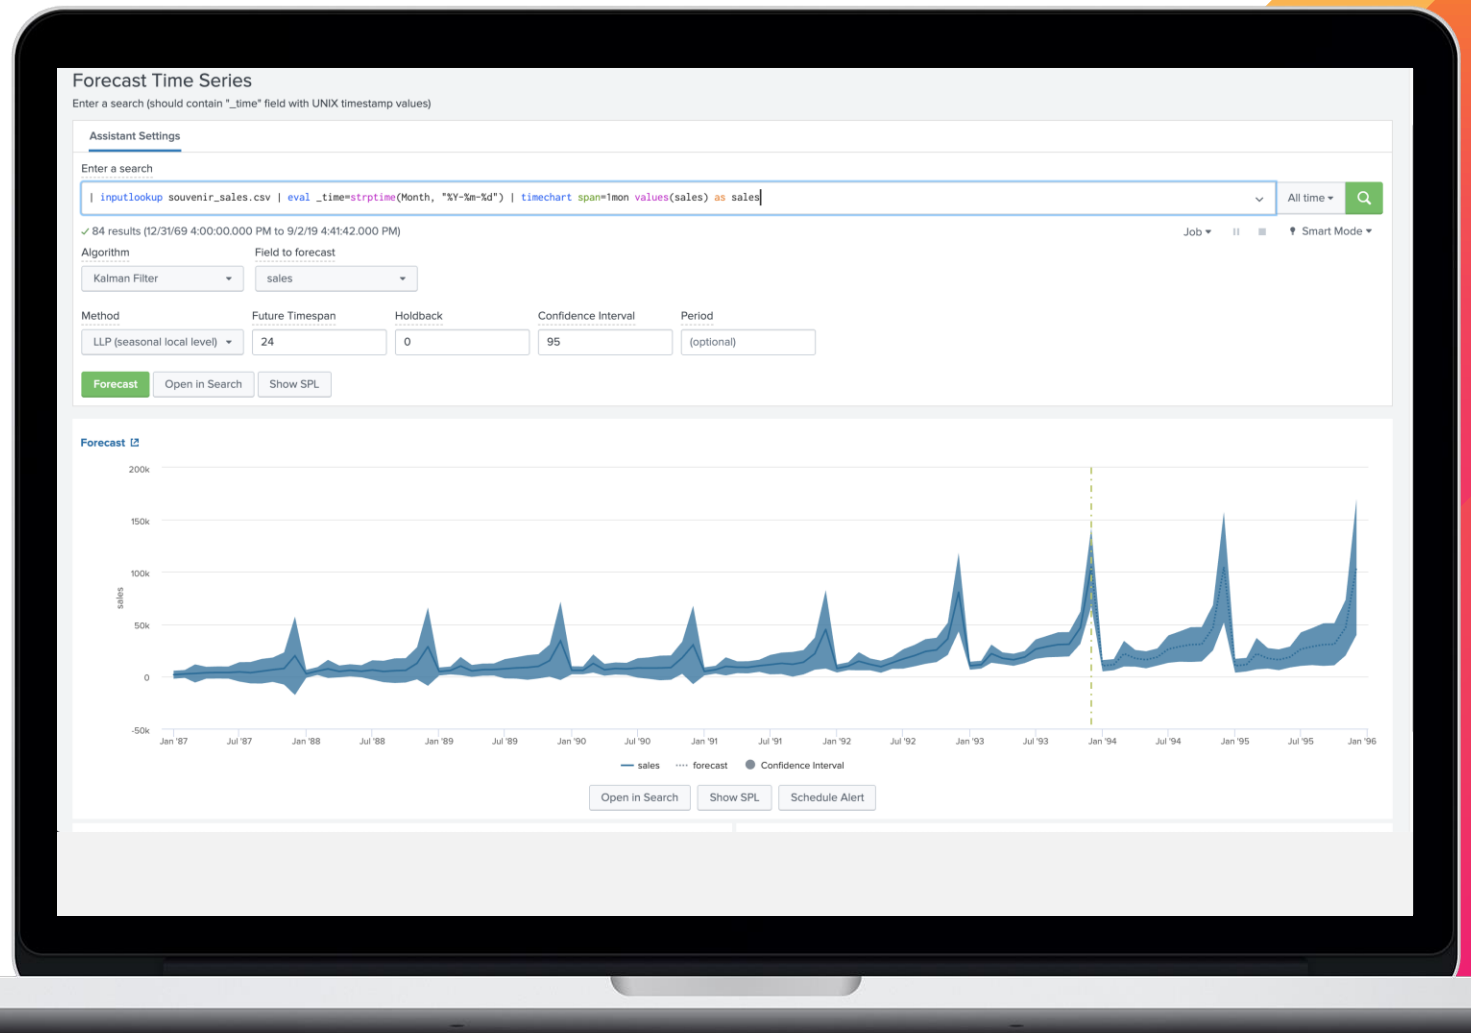 Forecast Time Series
Enter a search (should contain "_time" field with UNIX timestamp values)
Assistant Settings
Enter a search
| inputlookup souvenir_sales.csv | eval _time=strptime(Month, "%Y-%m-%d") | timechart span=1mon values(sales) as sales
All time
84 results (12/31/69 4:00:00.000 PM to 9/2/19 4:41:42.000 PM)
Job
Smart Mode
Algorithm
Field to forecast
Kalman Filter
sales
Method
Future Timespan
Holdback
Confidence Interval
Period
LLP (seasonal local level)
24
0
95
(optional)
Forecast
Open in Search
Show SPL
Forecast
200k
150k
100k
50k
0
-50k
sales
Jan '87
Jul '87
Jan '88
Jul '88
Jan '89
Jul '89
Jan '90
Jul '90
Jan '91
Jul '91
Jan '92
Jul '92
Jan '93
Jul '93
Jan '94
Jul '94
Jan '95
Jul '95
Jan '96
sales
forecast
Confidence Interval
Open in Search
Show SPL
Schedule Alert